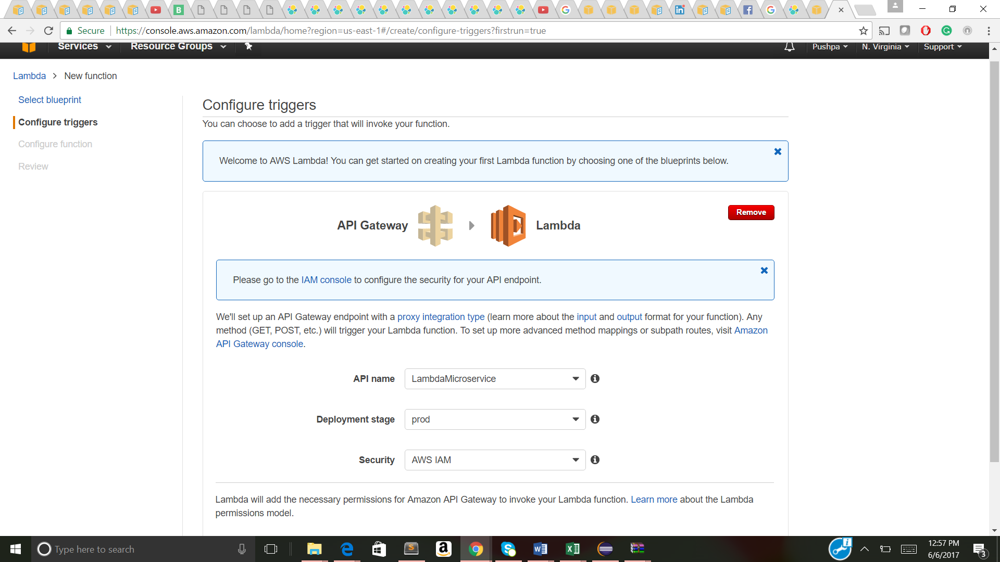 B
Secure
https://console.aws.amazon.com/lambda/home?region=us-east-1#/create/configure-triggers?firstrun=true
Services Resource Groups Pushpa N. Virginia Support
Lambda > New function
Select blueprint
Configure triggers
Configure function
Review
Configure triggers
You can choose to add a trigger that will invoke your function.
Welcome to AWS Lambda! You can get started on creating your first Lambda function by choosing one of the blueprints below.
Remove
API Gateway Lambda
Please go to the IAM console to configure the security for your API endpoint.
We'll set up an API Gateway endpoint with a proxy integration type (learn more about the input and output format for your function). Any
method (GET, POST, etc.) will trigger your Lambda function. To set up more advanced method mappings or subpath routes, visit Amazon
API Gateway console.
API name LambdaMicroservice
Deployment stage prod
Security AWS IAM
Lambda will add the necessary permissions for Amazon API Gateway to invoke your Lambda function. Learn more about the Lambda
permissions model.
Type here to search
12:57 PM
6/6/2017
3